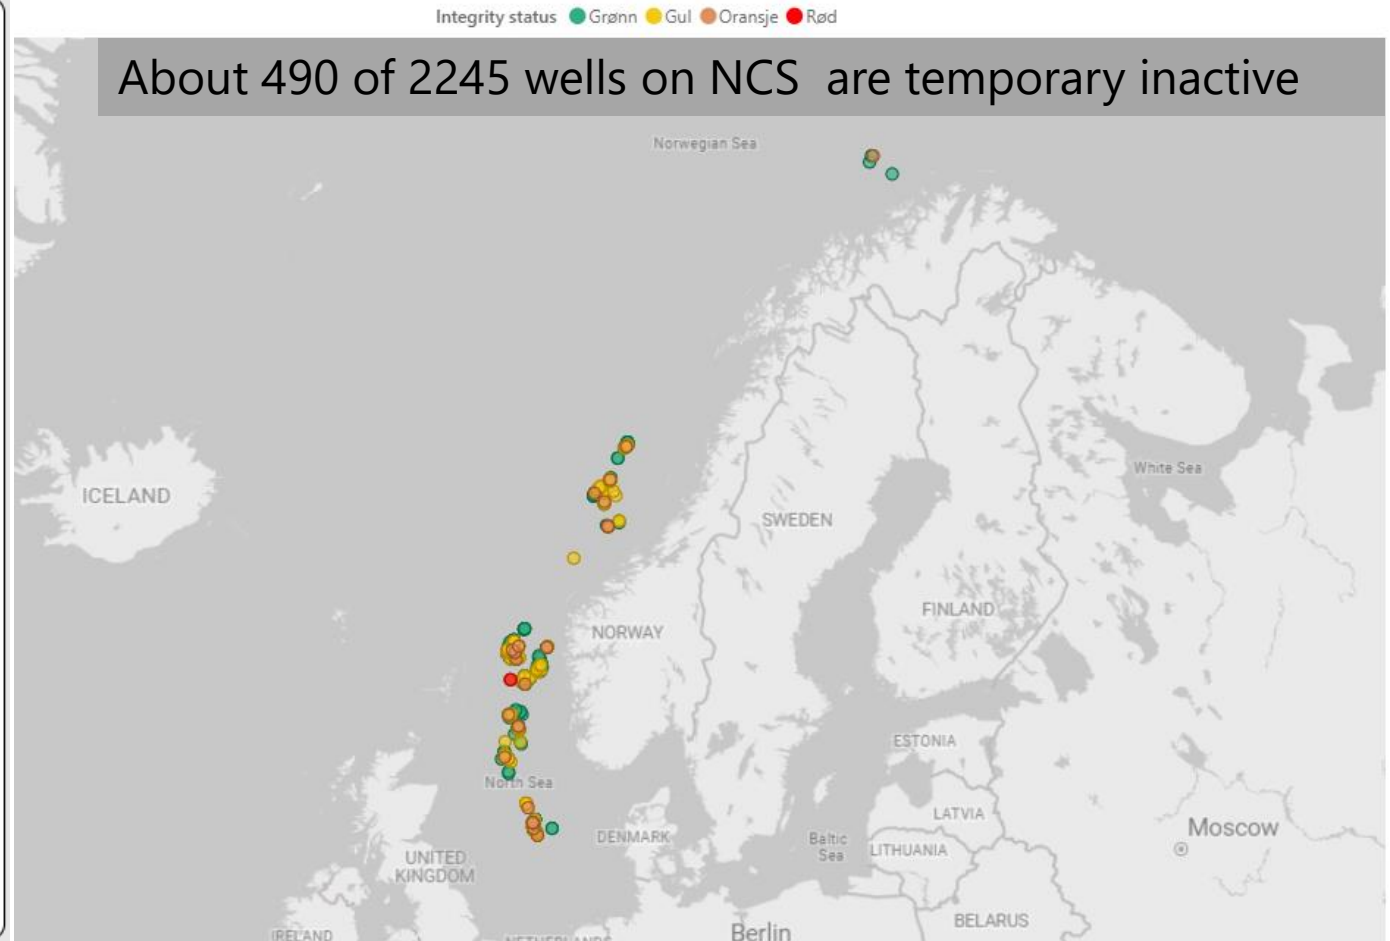 Integrity status Grønn Gul Oransje Rød
About 490 of 2245 wells on NCS are temporary inactive
Norwegian Sea
White Sea
ICELAND
SWEDEN
FINLAND
NORWAY
ESTONIA
North Sea
LATVIA
Moscow
DENMARK
Baltic
Sea
LITHUANIA
UNITED
KINGDOM
BELARUS
Berlin
IRELAND
NETHERLANDS